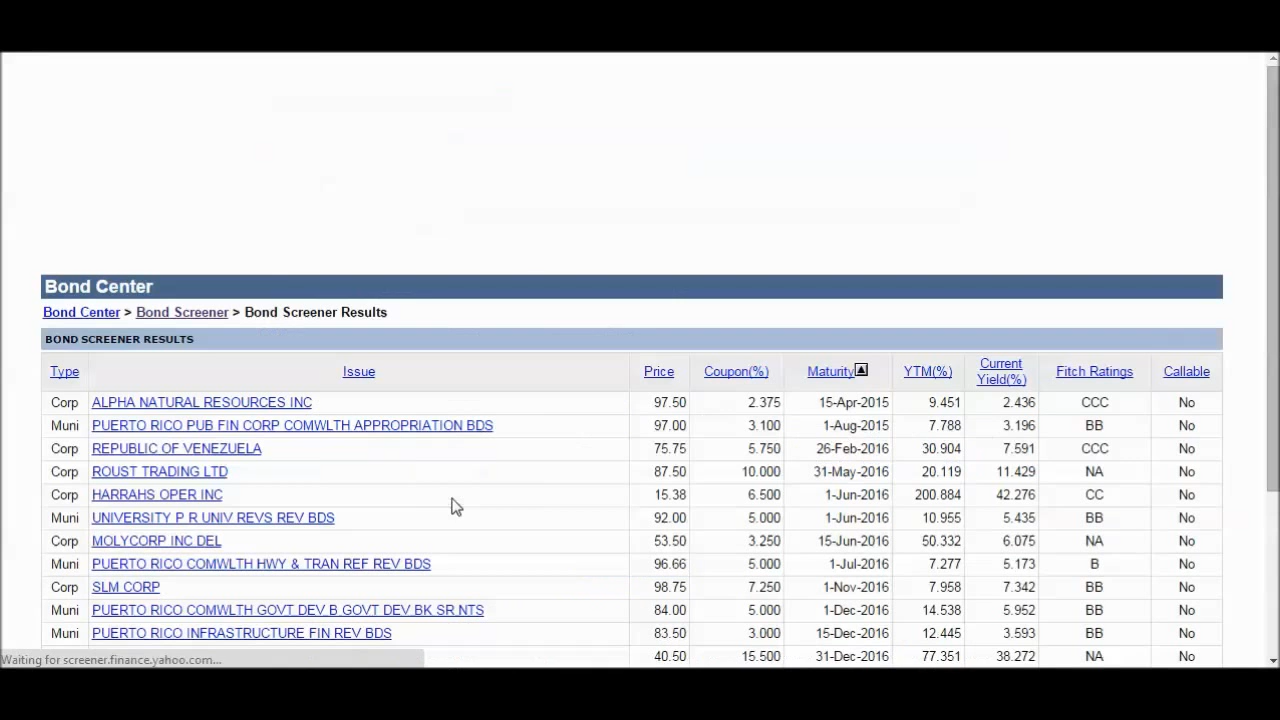 Bond Center
Bond Center > Bond Screener > Bond Screener Results
BOND SCREENER RESULTS
Type Issue Price Coupon(%) Maturity YTM(%) Current Yield(%) Fitch Ratings Callable
Corp ALPHA NATURAL RESOURCES INC 97.50 2.375 15-Apr-2015 9.451 2.436 CCC No
Muni PUERTO RICO PUB FIN CORP COMWLTH APPROPRIATION BDS 97.00 3.100 1-Aug-2015 7.788 3.196 BB No
Corp REPUBLIC OF VENEZUELA 75.75 5.750 26-Feb-2016 30.904 7.591 CCC No
Corp ROUST TRADING LTD 87.50 10.000 31-May-2016 20.119 11.429 NA No
Corp HARRAHS OPER INC 15.38 6.500 1-Jun-2016 200.884 42.276 CC No
Muni UNIVERSITY P R UNIV REVS REV BDS 92.00 5.000 1-Jun-2016 10.955 5.435 BB No
Corp MOLYCORP INC DEL 53.50 3.250 15-Jun-2016 50.332 6.075 NA No
Muni PUERTO RICO COMWLTH HWY & TRAN REF REV BDS 96.66 5.000 1-Jul-2016 7.277 5.173 B No
Corp SLM CORP 98.75 7.250 1-Nov-2016 7.958 7.342 BB No
Muni PUERTO RICO COMWLTH GOVT DEV B GOVT DEV BK SR NTS 84.00 5.000 1-Dec-2016 14.538 5.952 BB No
Muni PUERTO RICO INFRASTRUCTURE FIN REV BDS 83.50 3.000 15-Dec-2016 12.445 3.593 BB No
40.50 15.500 31-Dec-2016 77.351 38.272 NA No
Waiting for screener.finance.yahoo.com...